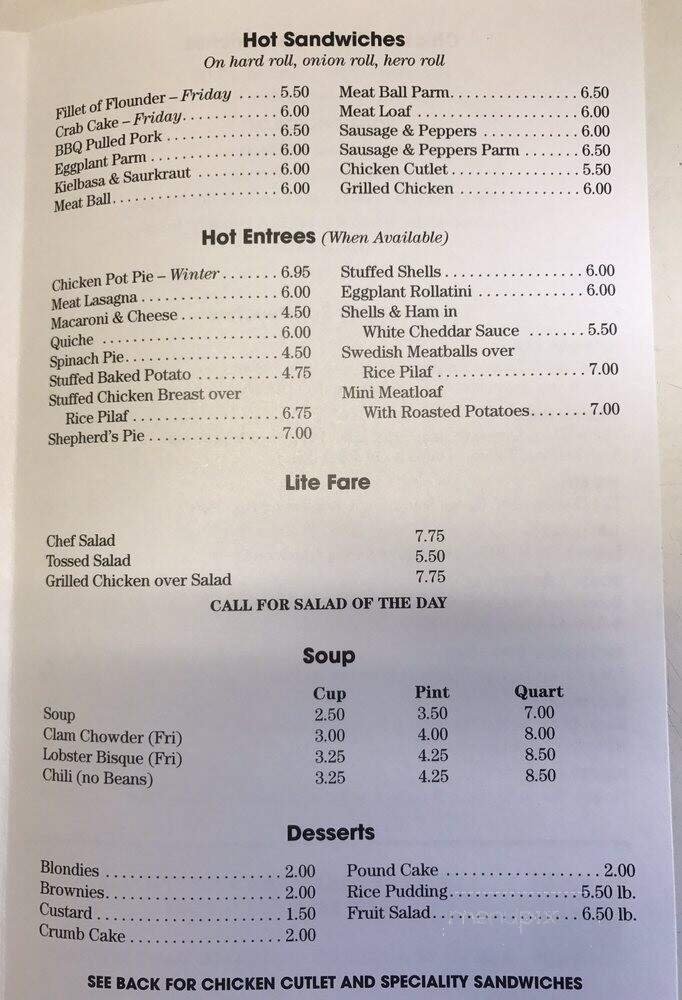 Hot Sandwiches
On hard roll, onion roll, hero roll
Fillet of Flounder – Friday ..... 5.50
Crab Cake – Friday............. 6.00
BBQ Pulled Pork ............... 6.50
Eggplant Parm ................. 6.00
Kielbasa & Saurkraut .......... 6.00
Meat Ball...................... 6.00
Meat Ball Parm................. 6.50
Meat Loaf ..................... 6.00
Sausage & Peppers ............. 6.00
Sausage & Peppers Parm ........ 6.50
Chicken Cutlet................. 5.50
Grilled Chicken ............... 6.00
Hot Entrees (When Available)
Chicken Pot Pie – Winter ....... 6.95
Meat Lasagna .................. 6.00
Macaroni & Cheese ............. 4.50
Quiche ........................ 6.00
Spinach Pie.................... 4.50
Stuffed Baked Potato .......... 4.75
Stuffed Chicken Breast over
Rice Pilaf .................... 6.75
Shepherd's Pie ................ 7.00
Stuffed Shells ................ 6.00
Eggplant Rollatini ............ 6.00
Shells & Ham in
White Cheddar Sauce ....... 5.50
Swedish Meatballs over
Rice Pilaf .................... 7.00
Mini Meatloaf
With Roasted Potatoes....... 7.00
Lite Fare
Chef Salad 7.75
Tossed Salad 5.50
Grilled Chicken over Salad 7.75
CALL FOR SALAD OF THE DAY
Soup
Cup Pint Quart
Soup 2.50 3.50 7.00
Clam Chowder (Fri) 3.00 4.00 8.00
Lobster Bisque (Fri) 3.25 4.25 8.50
Chili (no Beans) 3.25 4.25 8.50
Desserts
Blondies ...................... 2.00
Brownies....................... 2.00
Custard ....................... 1.50
Crumb Cake .................... 2.00
Pound Cake .................... 2.00
Rice Pudding................ 5.50 lb.
Fruit Salad................. 6.50 lb.
menupix
SEE BACK FOR CHICKEN CUTLET AND SPECIALITY SANDWICHES